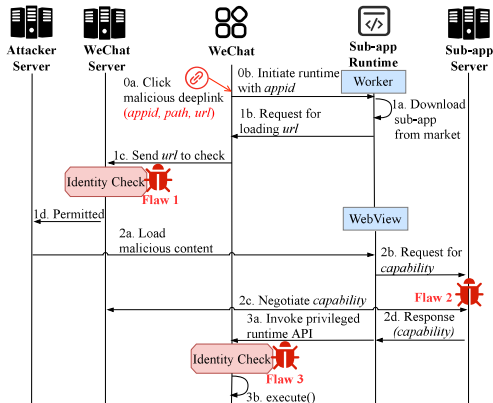 Attacker
Server
WeChat
Server
WeChat
Sub-app
Runtime
Sub-app
Server
0a. Click
malicious deeplink
(appid, path, url)
0b. Initiate runtime
with appid
Worker
1a. Download
sub-app
from market
1b. Request for
loading url
1c. Send url to check
Identity Check
Flaw 1
1d. Permitted
WebView
2a. Load
malicious content
2b. Request for
capability
Flaw 2
2c. Negotiate capability
2d. Response
(capability)
3a. Invoke privileged
runtime API
Identity Check
Flaw 3
3b. execute()